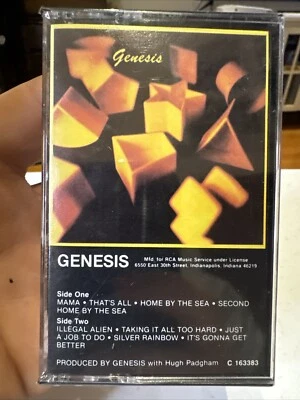 Genesis
GENESIS
Mfd. for RCA Music Service under License
6550 East 30th Street, Indianapolis, Indiana 46219
Side One
MAMA • THAT'S ALL • HOME BY THE SEA • SECOND
HOME BY THE SEA
Side Two
ILLEGAL ALIEN • TAKING IT ALL TOO HARD • JUST
A JOB TO DO • SILVER RAINBOW • IT'S GONNA GET
BETTER
PRODUCED BY GENESIS with Hugh Padgham C 163383